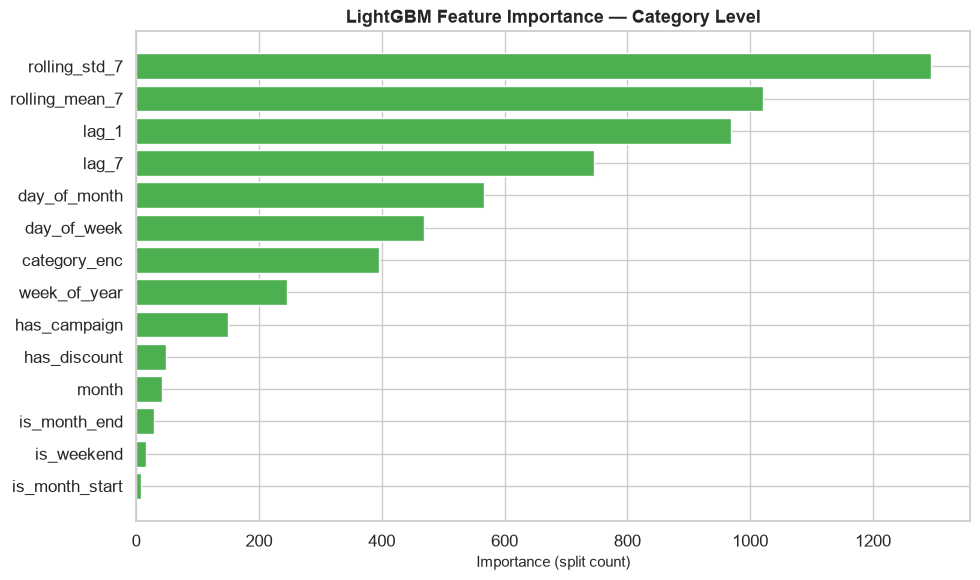 LightGBM Feature Importance — Category Level
rolling_std_7
rolling_mean_7
lag_1
lag_7
day_of_month
day_of_week
category_enc
week_of_year
has_campaign
has_discount
month
is_month_end
is_weekend
is_month_start
0 200 400 600 800 1000 1200
Importance (split count)